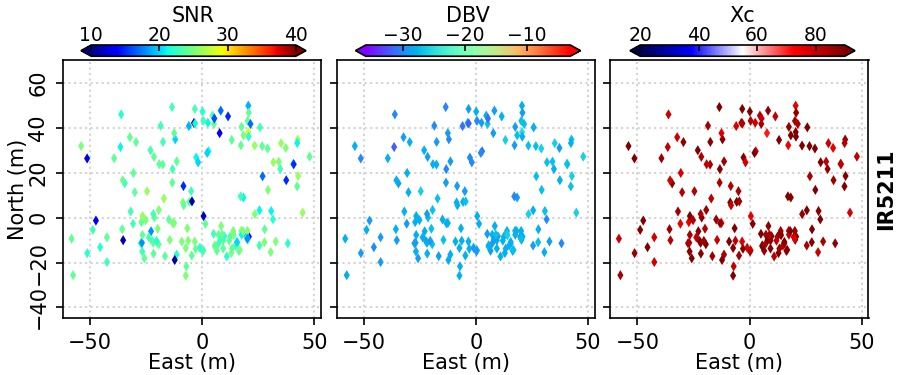 SNR DBV Xc
10 20 30 40 −30 −20 −10 20 40 60 80
60
40
20
0
−20
−40
North (m)
IR5211
−50 0 50 −50 0 50 −50 0 50
East (m) East (m) East (m)